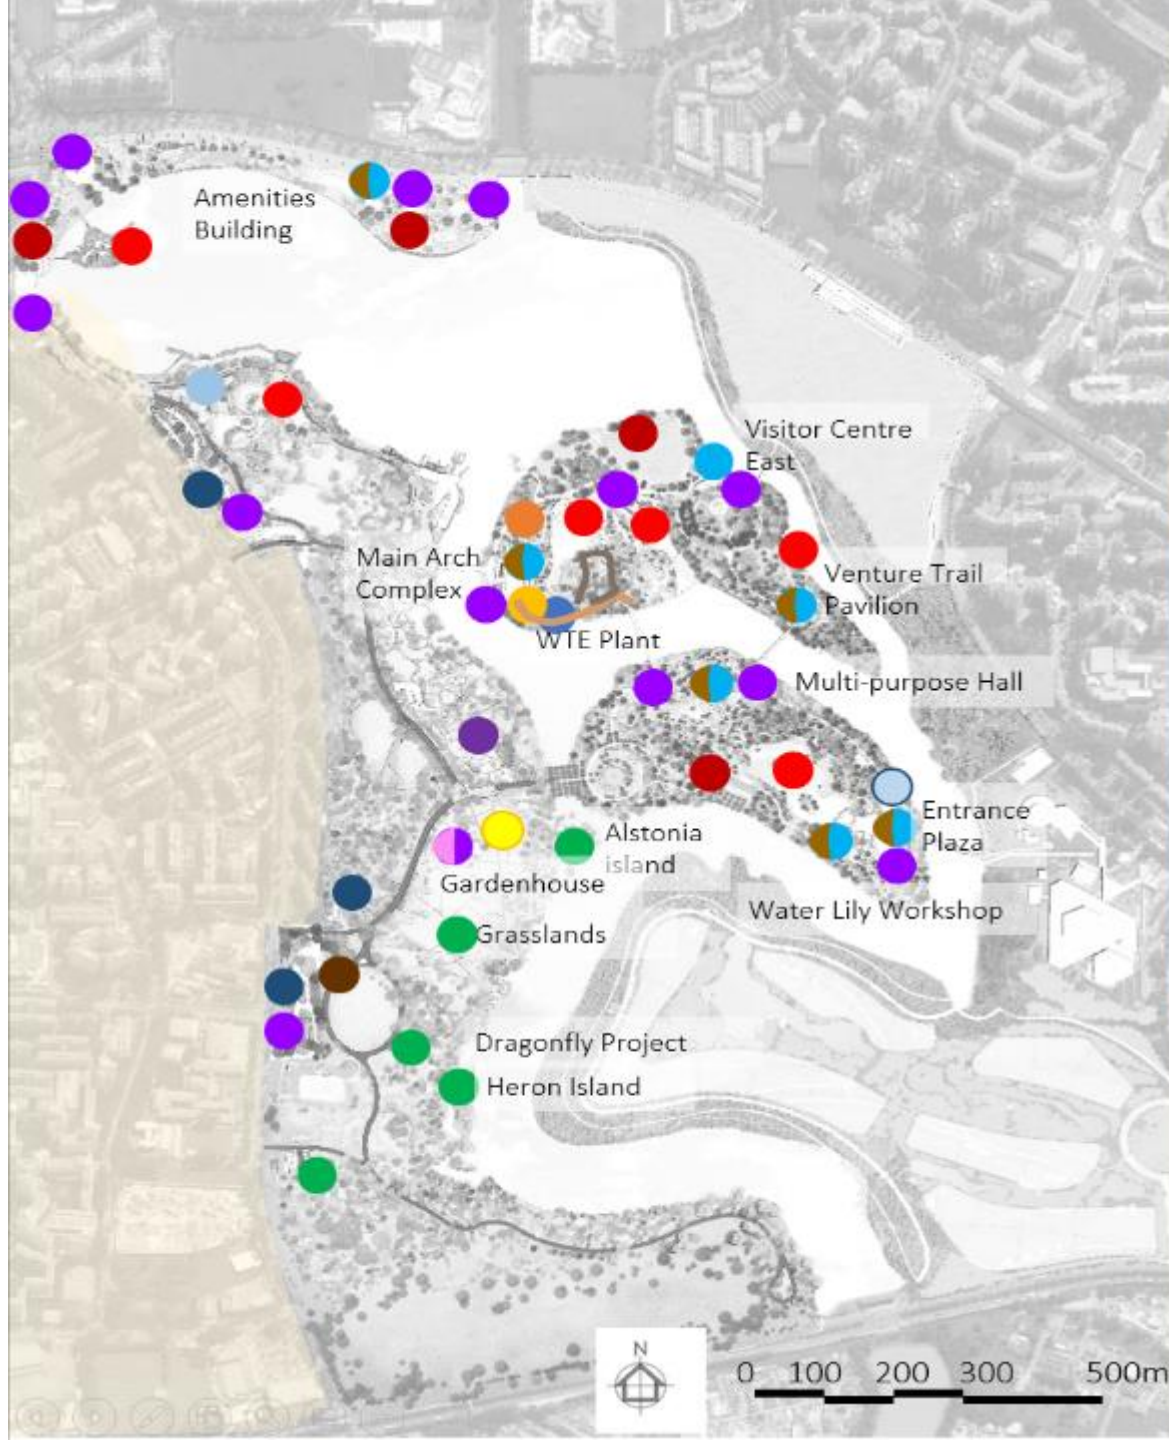 Amenities
Building
Visitor Centre
East
Main Arch
Complex
Venture Trail
Pavilion
WTE Plant
Multi-purpose Hall
Entrance
Plaza
Alstonia
island
Gardenhouse
Water Lily Workshop
Grasslands
Dragonfly Project
Heron Island
N
0 100 200 300 500m